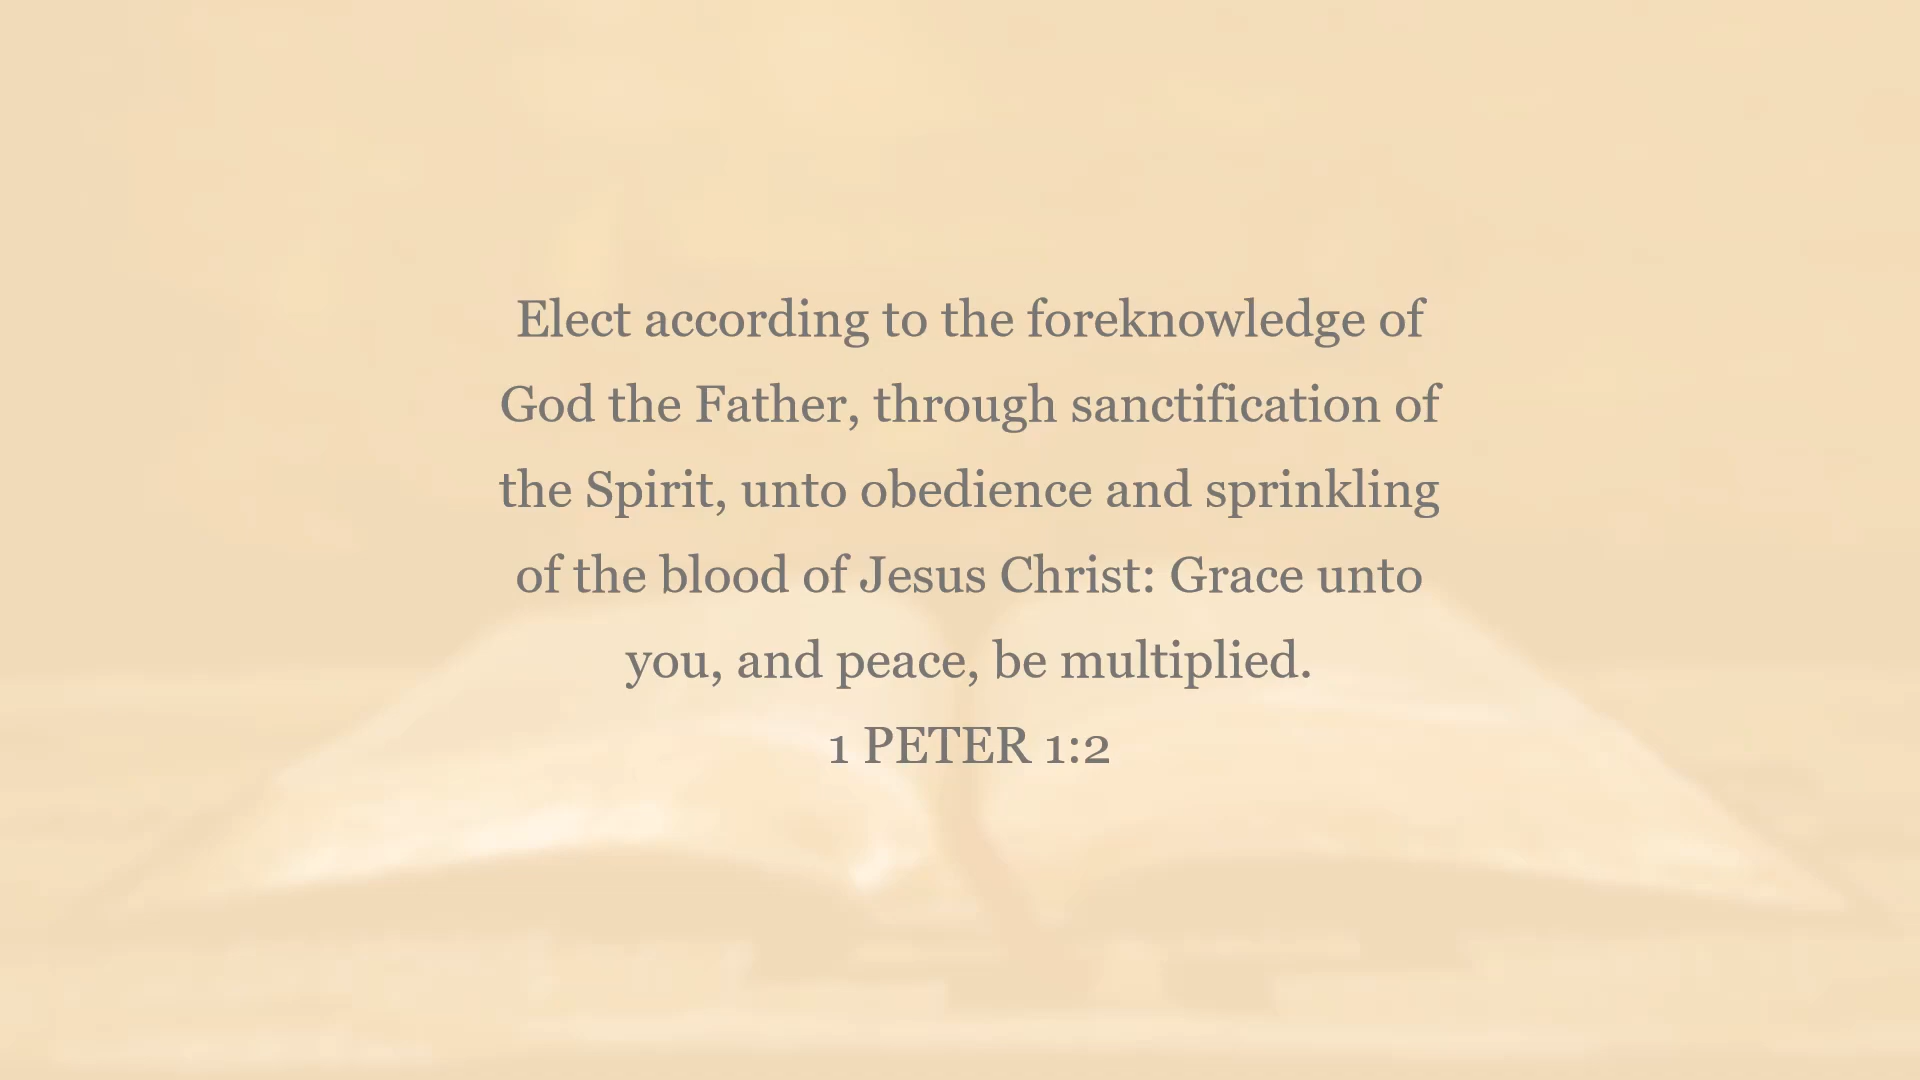 Elect according to the foreknowledge of
God the Father, through sanctification of
the Spirit, unto obedience and sprinkling
of the blood of Jesus Christ: Grace unto
you, and peace, be multiplied.
1 PETER 1:2